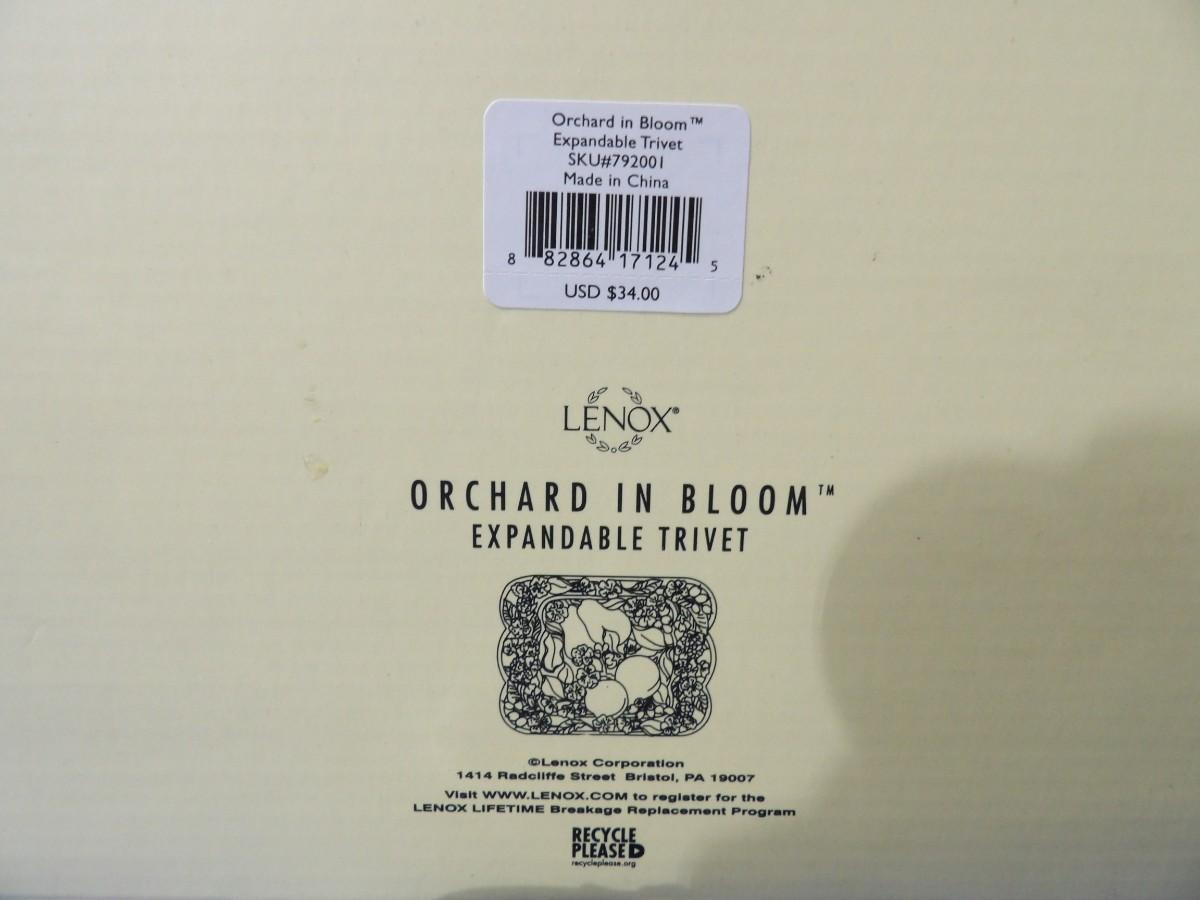 Orchard in Bloom™
Expandable Trivet
SKU#792001
Made in China
8 82864 17124 5
USD $34.00
LENOX®
ORCHARD IN BLOOM™
EXPANDABLE TRIVET
©Lenox Corporation
1414 Radcliffe Street Bristol, PA 19007
Visit WWW.LENOX.COM to register for the
LENOX LIFETIME Breakage Replacement Program
RECYCLE
PLEASE
recycleplease.org